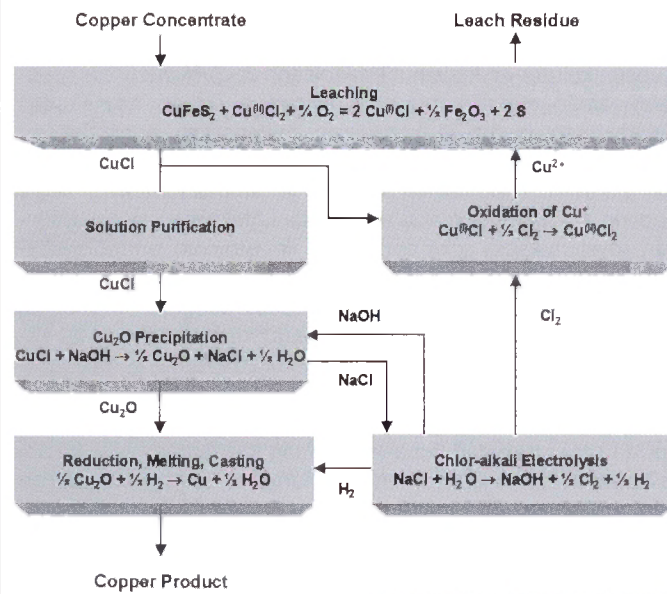 Copper Concentrate
Leach Residue
Leaching
CuFeS₂ + Cu⁽ᴵᴵ⁾Cl₂ + ¾ O₂ = 2 Cu⁽ᴵ⁾Cl + ½ Fe₂O₃ + 2 S
CuCl
Cu²⁺
Solution Purification
Oxidation of Cu⁺
Cu⁽ᴵ⁾Cl + ½ Cl₂ → Cu⁽ᴵᴵ⁾Cl₂
CuCl
Cl₂
NaOH
Cu₂O Precipitation
CuCl + NaOH → ½ Cu₂O + NaCl + ½ H₂O
NaCl
Cu₂O
Reduction, Melting, Casting
½ Cu₂O + ½ H₂ → Cu + ½ H₂O
H₂
Chlor-alkali Electrolysis
NaCl + H₂O → NaOH + ½ Cl₂ + ½ H₂
Copper Product